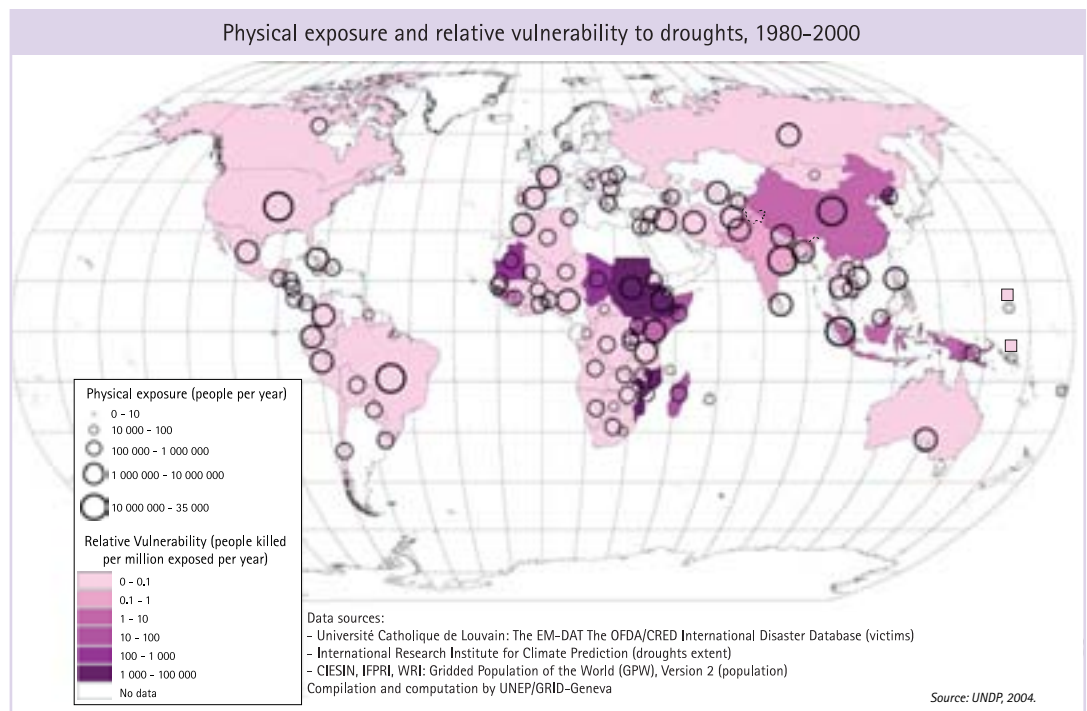 Physical exposure and relative vulnerability to droughts, 1980-2000
Physical exposure (people per year)
0 - 10
10 000 - 100
100 000 - 1 000 000
1 000 000 - 10 000 000
10 000 000 - 35 000
Relative Vulnerability (people killed
per million exposed per year)
0 - 0.1
0.1 - 1
1 - 10
10 - 100
100 - 1 000
1 000 - 100 000
No data
Data sources:
- Université Catholique de Louvain: The EM-DAT The OFDA/CRED International Disaster Database (victims)
- International Research Institute for Climate Prediction (droughts extent)
- CIESIN, IFPRI, WRI: Gridded Population of the World (GPW), Version 2 (population)
Compilation and computation by UNEP/GRID-Geneva
Source: UNDP, 2004.